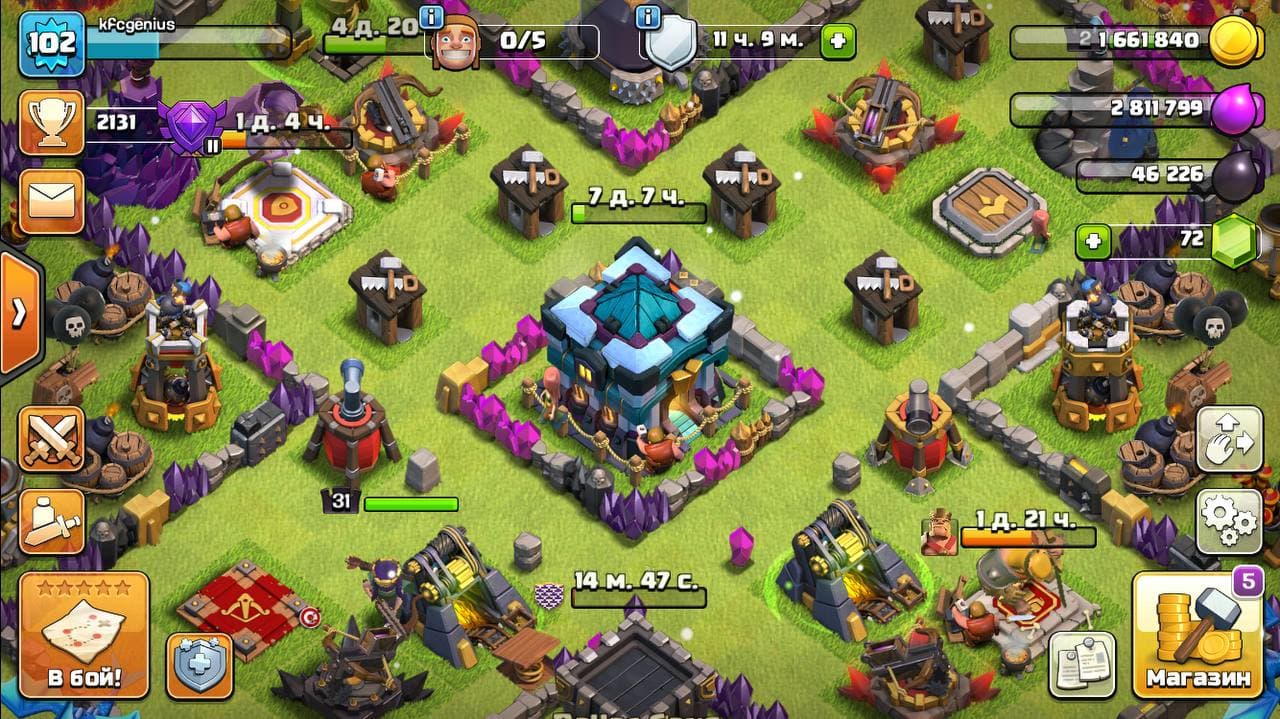 kfcgenius
102
4 д. 20
0/5
11 ч. 9 м.
1 661 840
2131
1 д. 4 ч.
2 811 799
46 226
7 д. 7 ч.
72
31
1 д. 21 ч.
14 м. 47 с.
5
В бой!
Магазин